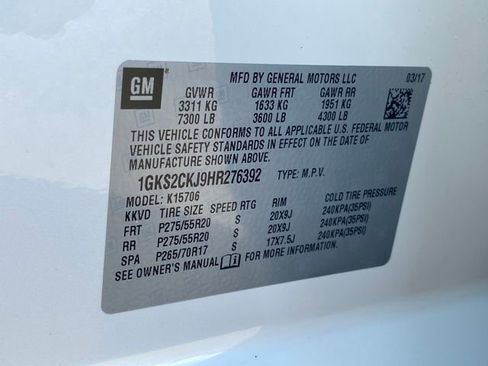 GM
MFD BY GENERAL MOTORS LLC 03/17
GVWR GAWR FRT GAWR RR
3311 KG 1633 KG 1951 KG
7300 LB 3600 LB 4300 LB
THIS VEHICLE CONFORMS TO ALL APPLICABLE U.S. FEDERAL MOTOR
VEHICLE SAFETY STANDARDS IN EFFECT ON THE DATE OF
MANUFACTURE SHOWN ABOVE.
1GKS2CKJ9HR276392 TYPE: M.P.V.
MODEL: K15706
KKVD TIRE SIZE SPEED RTG RIM COLD TIRE PRESSURE
FRT P275/55R20 S 20X9J 240KPA(35PSI)
RR P275/55R20 S 20X9J 240KPA(35PSI)
SPA P265/70R17 S 17X7.5J 240KPA(35PSI)
SEE OWNER'S MANUAL FOR MORE INFORMATION.